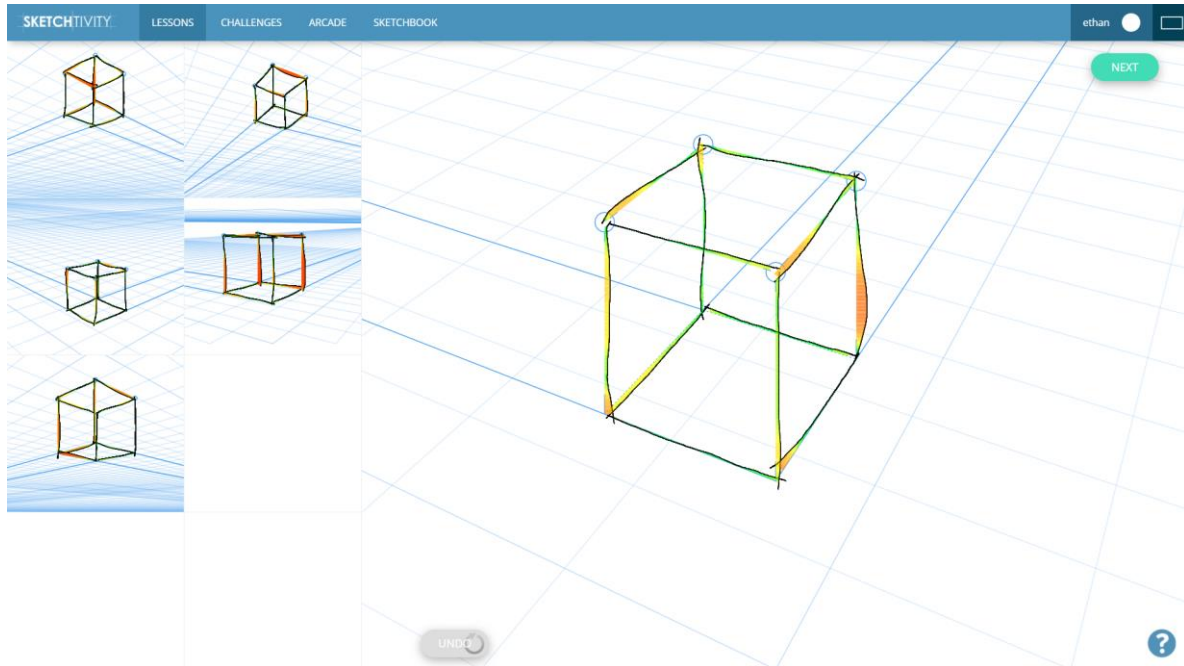 SKETCHTIVITY LESSONS CHALLENGES ARCADE SKETCHBOOK ethan
NEXT
UNDO
?